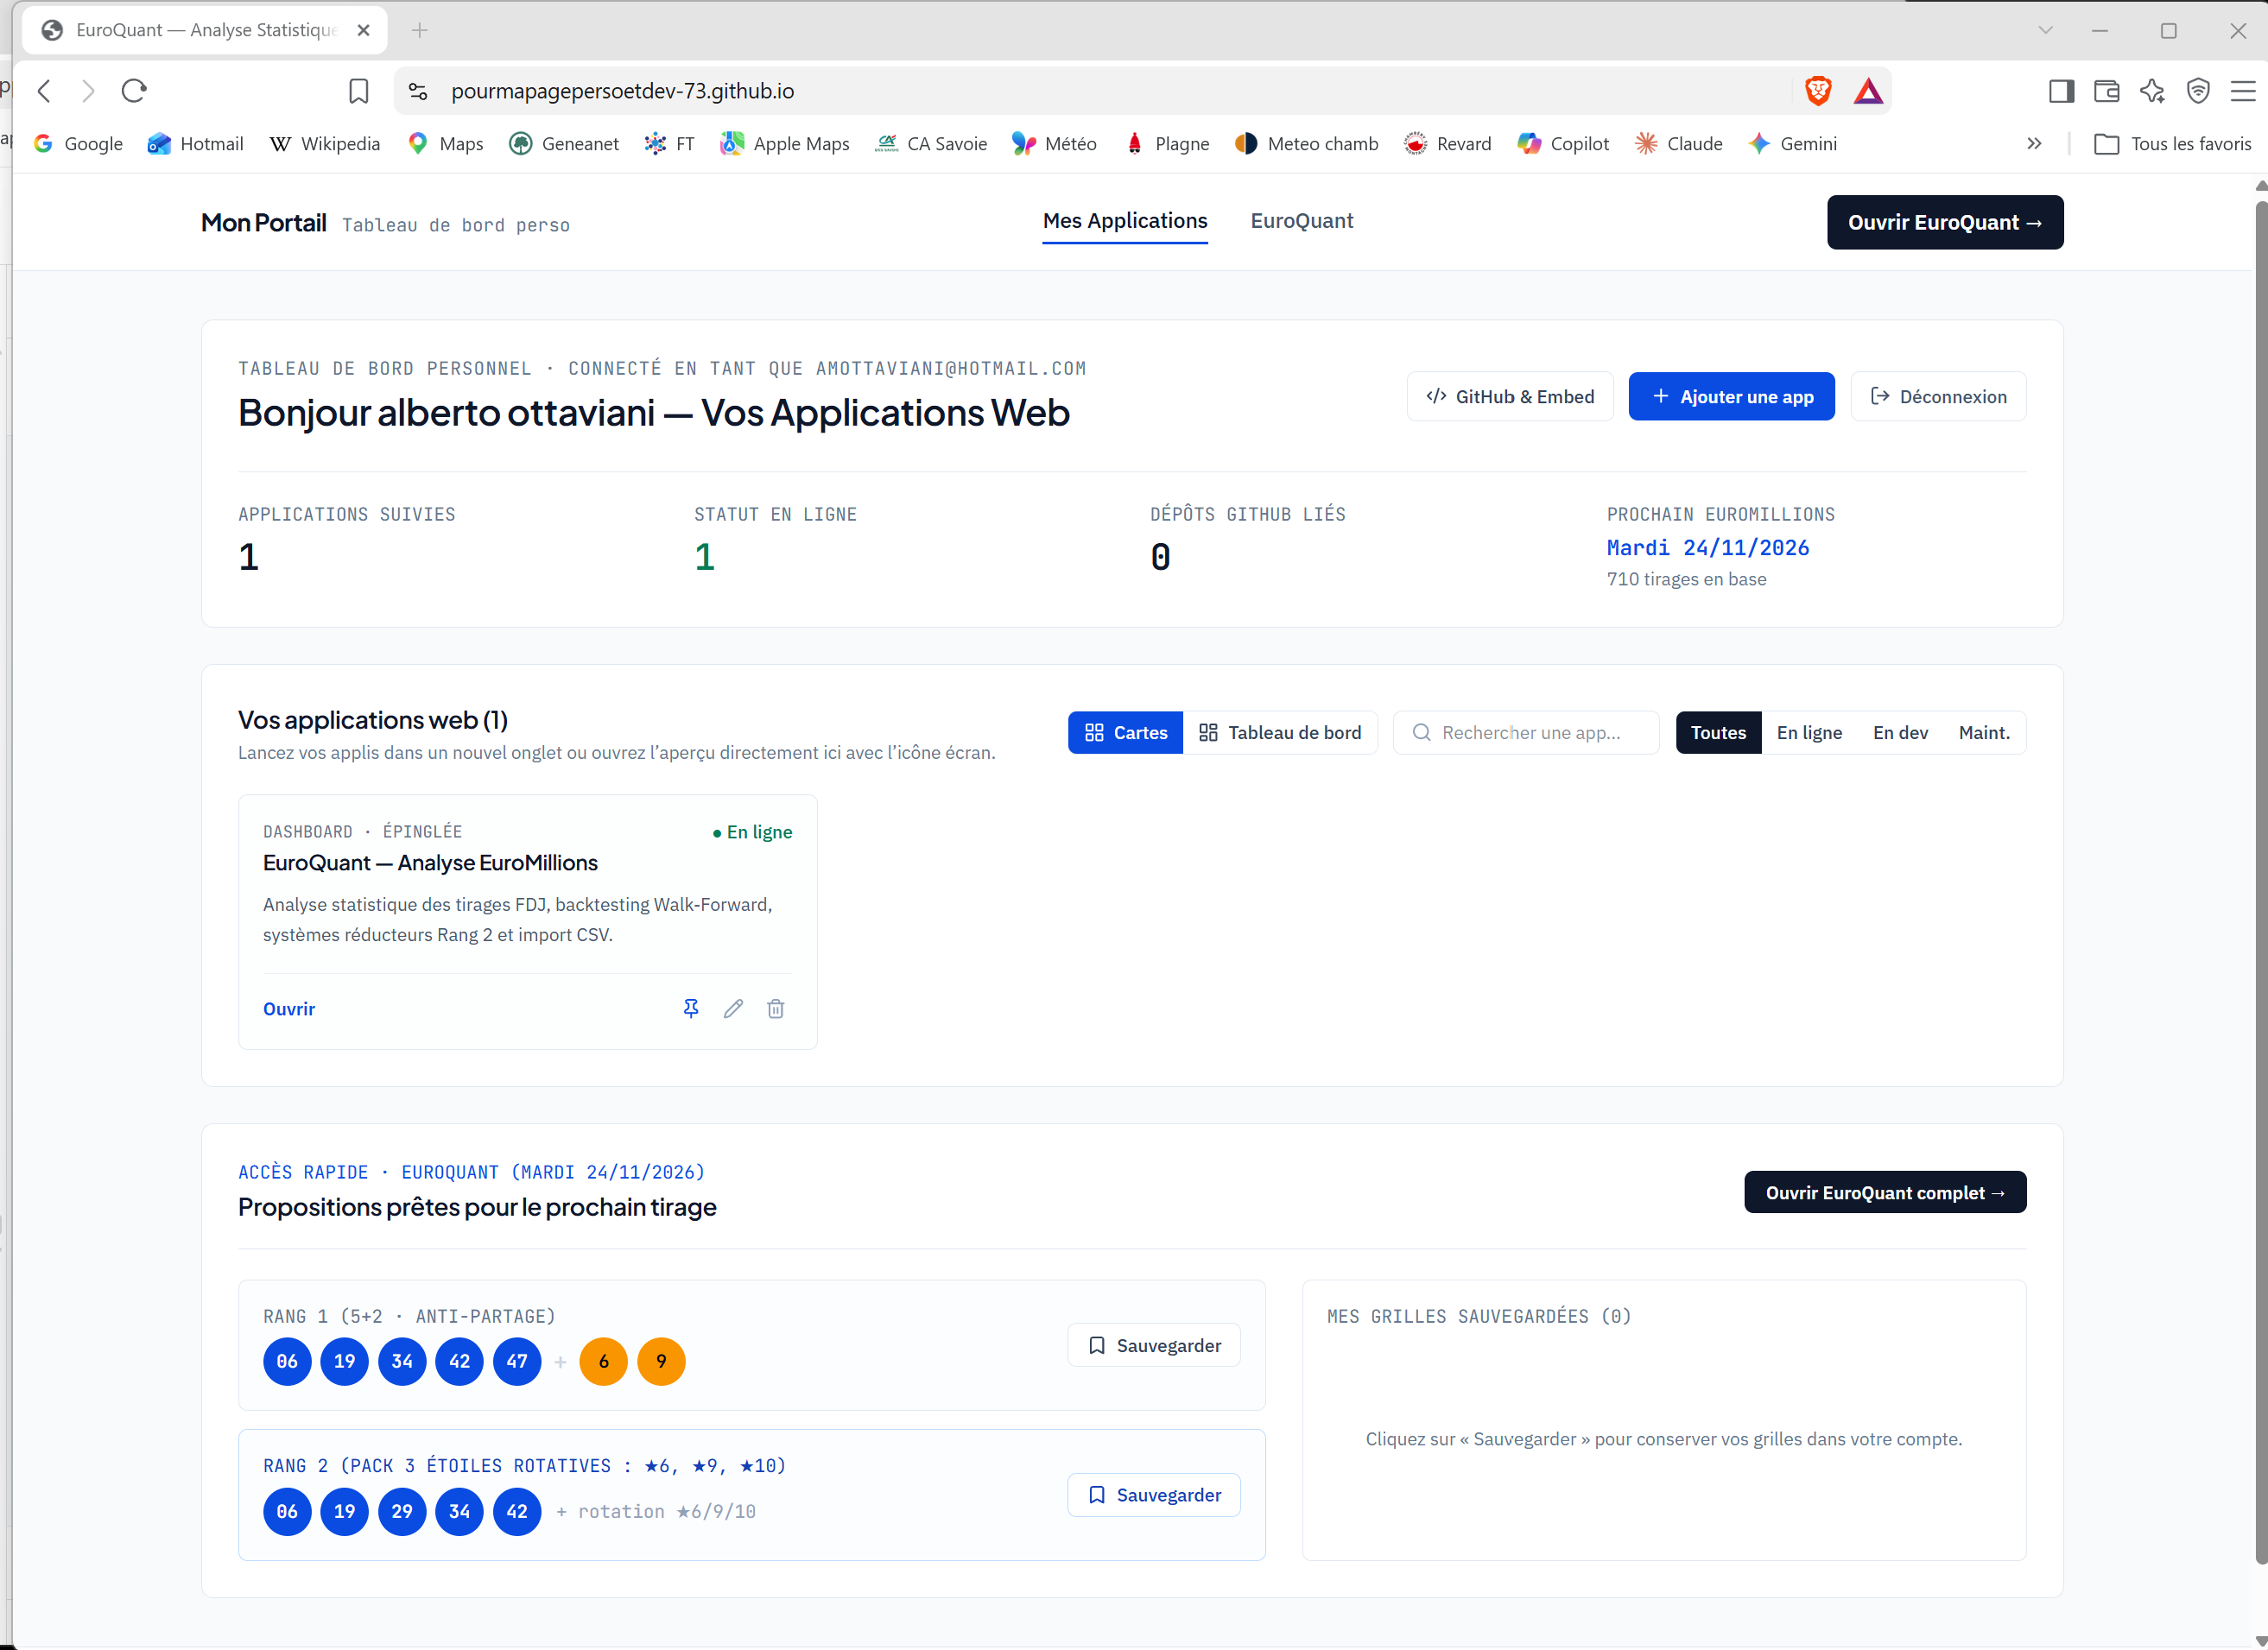 EuroQuant — Analyse Statistique
pourmapagepersoetdev-73.github.io
Google Hotmail Wikipedia Maps Geneanet FT Apple Maps CA Savoie Météo Plagne Meteo chamb Revard Copilot Claude Gemini Tous les favoris
Mon Portail Tableau de bord perso Mes Applications EuroQuant Ouvrir EuroQuant →
TABLEAU DE BORD PERSONNEL · CONNECTÉ EN TANT QUE AMOTTAVIANI@HOTMAIL.COM
Bonjour alberto ottaviani — Vos Applications Web
</> GitHub & Embed + Ajouter une app Déconnexion
APPLICATIONS SUIVIES STATUT EN LIGNE DÉPÔTS GITHUB LIÉS PROCHAIN EUROMILLIONS
1 1 0 Mardi 24/11/2026
710 tirages en base
Vos applications web (1)
Lancez vos applis dans un nouvel onglet ou ouvrez l’aperçu directement ici avec l’icône écran.
Cartes Tableau de bord Rechercher une app... Toutes En ligne En dev Maint.
DASHBOARD · ÉPINGLÉE ● En ligne
EuroQuant — Analyse EuroMillions
Analyse statistique des tirages FDJ, backtesting Walk-Forward,
systèmes réducteurs Rang 2 et import CSV.
Ouvrir
ACCÈS RAPIDE · EUROQUANT (MARDI 24/11/2026)
Propositions prêtes pour le prochain tirage
Ouvrir EuroQuant complet →
RANG 1 (5+2 · ANTI-PARTAGE)
06 19 34 42 47 + 6 9
Sauvegarder
RANG 2 (PACK 3 ÉTOILES ROTATIVES : ★6, ★9, ★10)
06 19 29 34 42 + rotation ★6/9/10
Sauvegarder
MES GRILLES SAUVEGARDÉES (0)
Cliquez sur « Sauvegarder » pour conserver vos grilles dans votre compte.